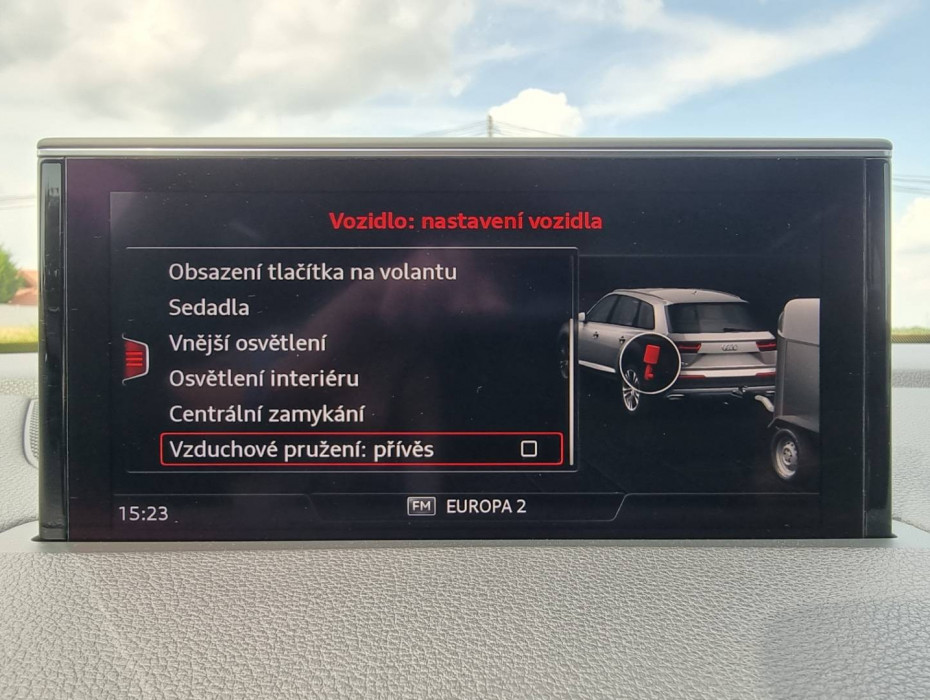 Vozidlo: nastavení vozidla
Obsazení tlačítka na volantu
Sedadla
Vnější osvětlení
Osvětlení interiéru
Centrální zamykání
Vzduchové pružení: přívěs
15:23
FM EUROPA 2